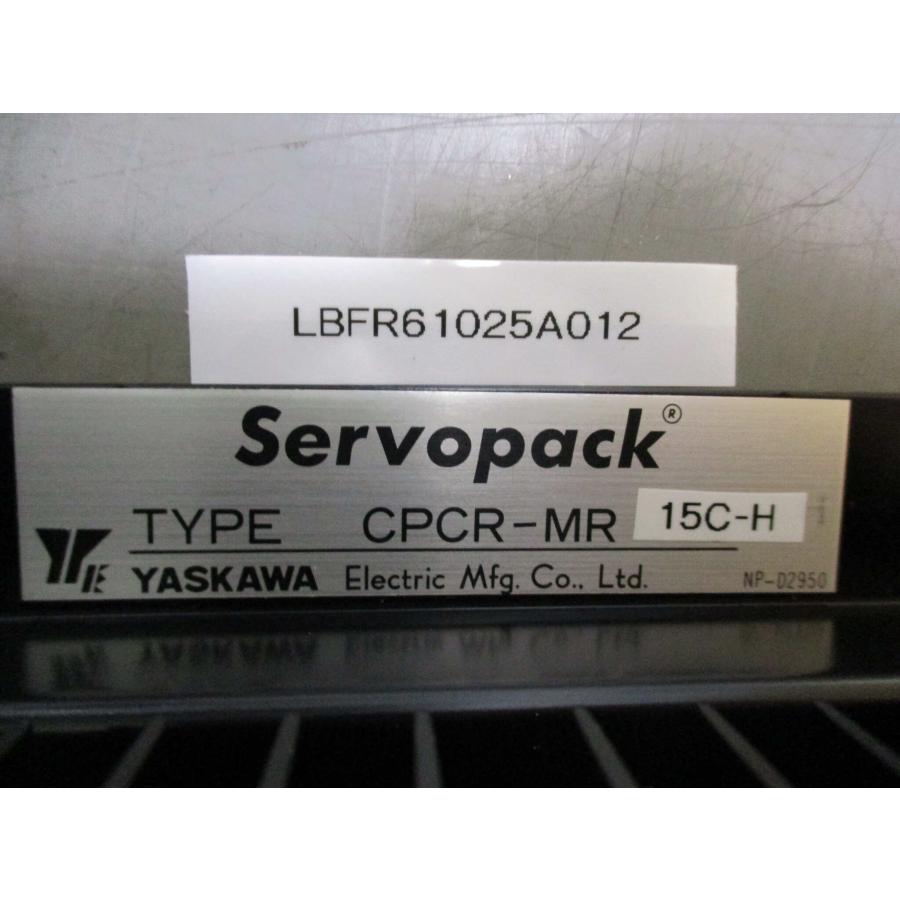 LBFR61025A012
Servopack®
TYPE CPCR-MR 15C-H
YASKAWA Electric Mfg. Co., Ltd. NP-D2950